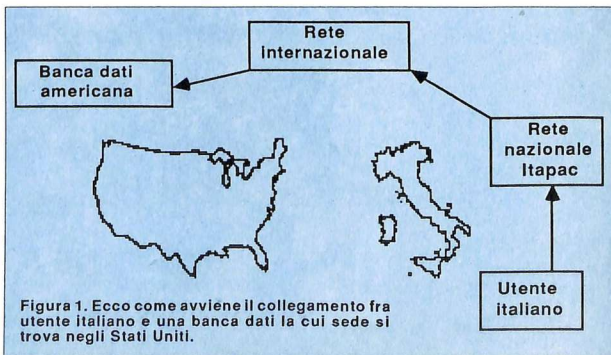 Rete
internazionale
Banca dati
americana
Rete
nazionale
Itapac
Utente
italiano
Figura 1. Ecco come avviene il collegamento fra
utente italiano e una banca dati la cui sede si
trova negli Stati Uniti.